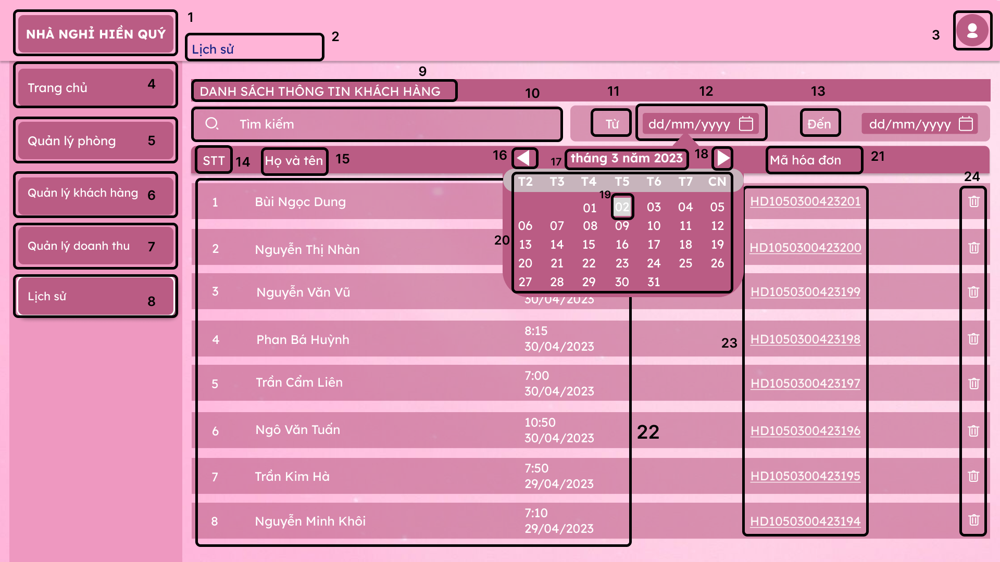 NHÀ NGHỈ HIỀN QUÝ
1
Lịch sử
2
3
Trang chủ 4
Quản lý phòng 5
Quản lý khách hàng 6
Quản lý doanh thu 7
Lịch sử 8
9
DANH SÁCH THÔNG TIN KHÁCH HÀNG
10 11 12 13
Tìm kiếm
Từ dd/mm/yyyy Đến dd/mm/yyyy
STT 14 Họ và tên 15 16 17 tháng 3 năm 2023 18 Mã hóa đơn 21
24
T2 T3 T4 T5 T6 T7 CN
19
01 02 03 04 05
06 07 08 09 10 11 12
20
13 14 15 16 17 18 19
20 21 22 23 24 25 26
27 28 29 30 31
1 Bùi Ngọc Dung HD1050300423201
2 Nguyễn Thị Nhàn HD1050300423200
3 Nguyễn Văn Vũ 30/04/2023 HD1050300423199
4 Phan Bá Huỳnh 8:15 30/04/2023 23 HD1050300423198
5 Trần Cẩm Liên 7:00 30/04/2023 HD1050300423197
6 Ngô Văn Tuấn 10:50 30/04/2023 22 HD1050300423196
7 Trần Kim Hà 7:50 29/04/2023 HD1050300423195
8 Nguyễn Minh Khôi 7:10 29/04/2023 HD1050300423194